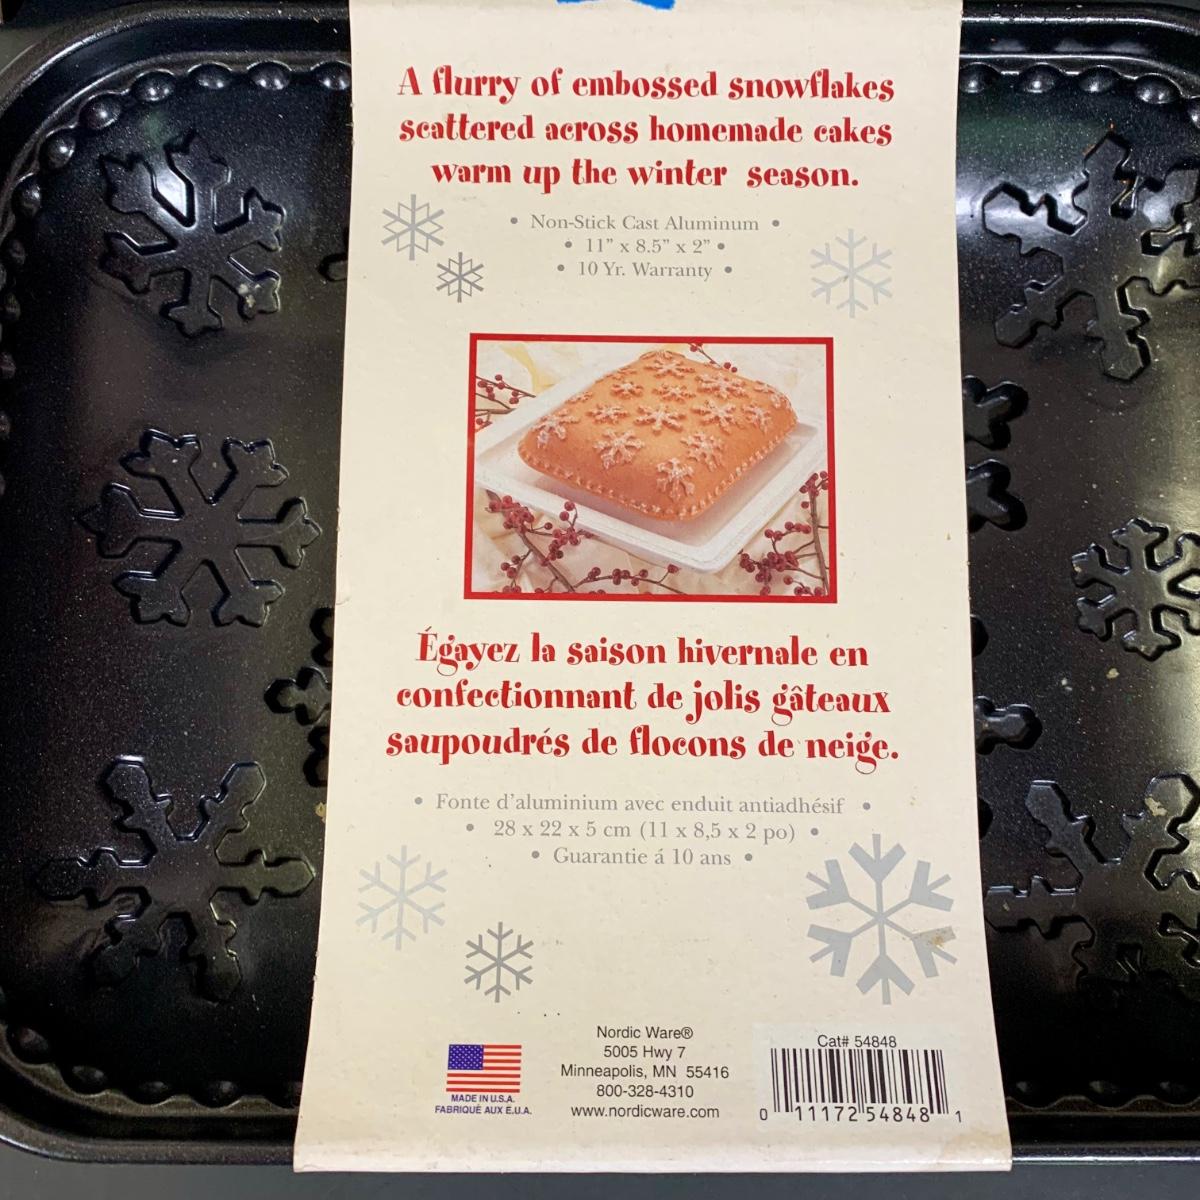 A flurry of embossed snowflakes
scattered across homemade cakes
warm up the winter season.
• Non-Stick Cast Aluminum •
• 11" x 8.5" x 2" •
• 10 Yr. Warranty •
Égayez la saison hivernale en
confectionnant de jolis gâteaux
saupoudrés de flocons de neige.
• Fonte d'aluminium avec enduit antiadhésif •
• 28 x 22 x 5 cm (11 x 8,5 x 2 po) •
• Guarantie á 10 ans •
MADE IN U.S.A.
FABRIQUÉ AUX E.U.A.
Nordic Ware®
5005 Hwy 7
Minneapolis, MN 55416
800-328-4310
www.nordicware.com
Cat# 54848
0 11172 54848 1